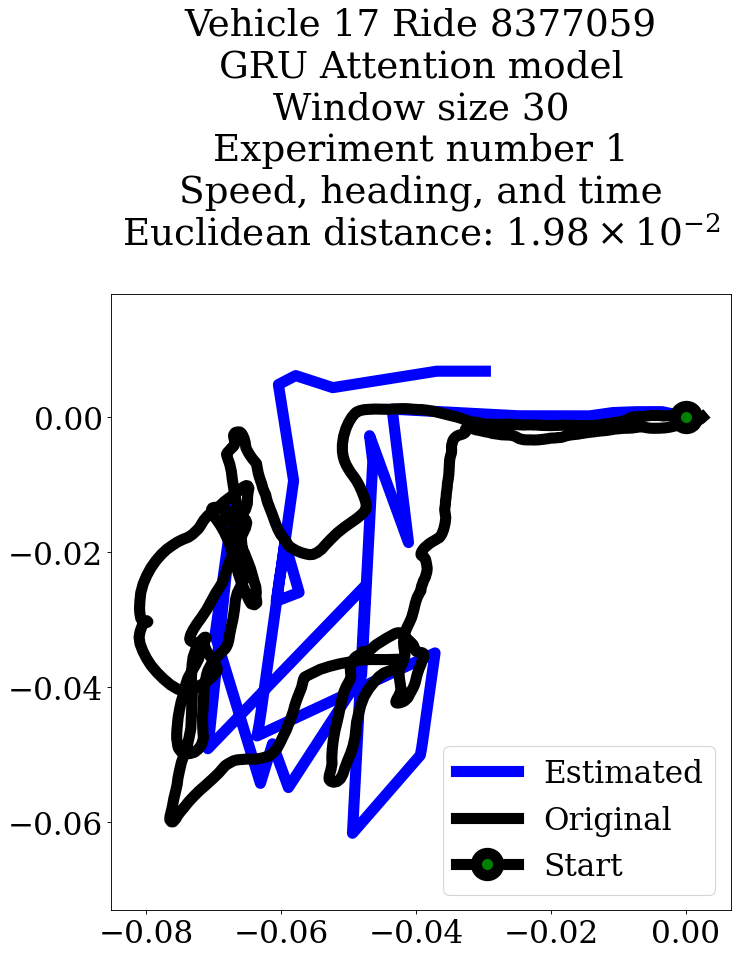 Vehicle 17 Ride 8377059
GRU Attention model
Window size 30
Experiment number 1
Speed, heading, and time
Euclidean distance: 1.98 × 10⁻²
0.00
−0.02
−0.04
−0.06
Estimated
Original
Start
−0.08 −0.06 −0.04 −0.02 0.00